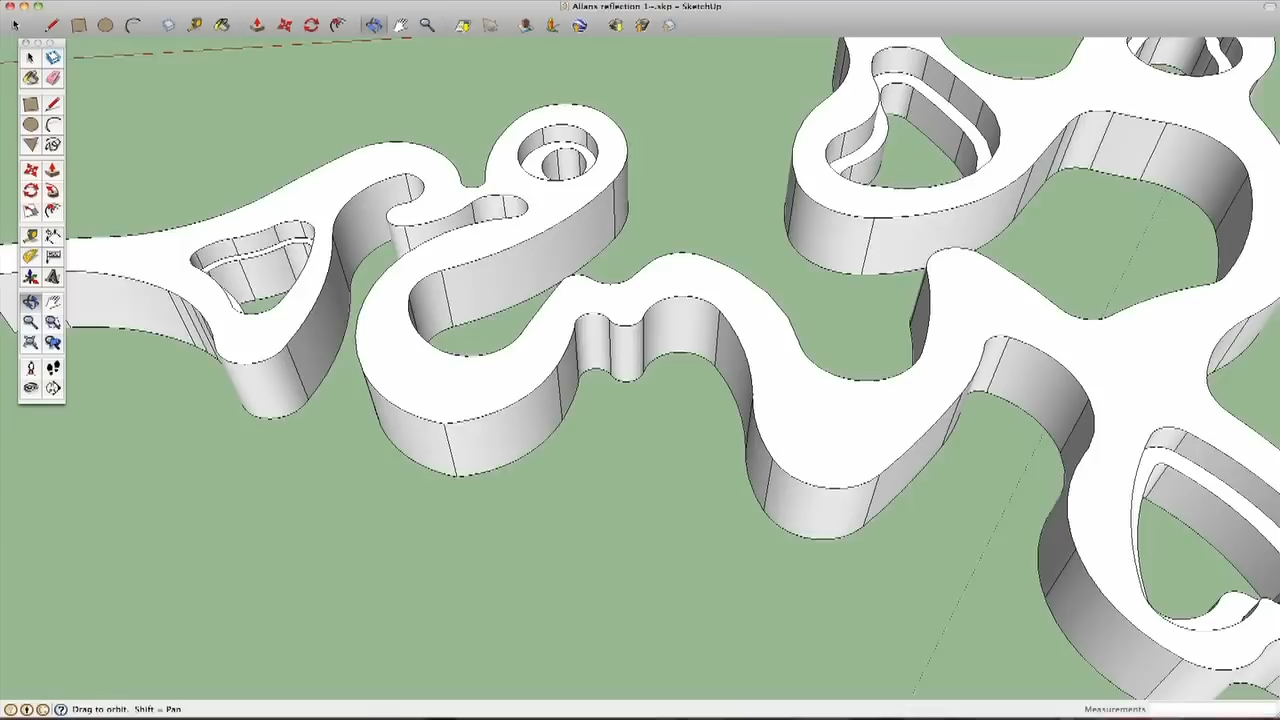 Allans reflection 1~.skp - SketchUp
Drag to orbit. Shift = Pan
Measurements